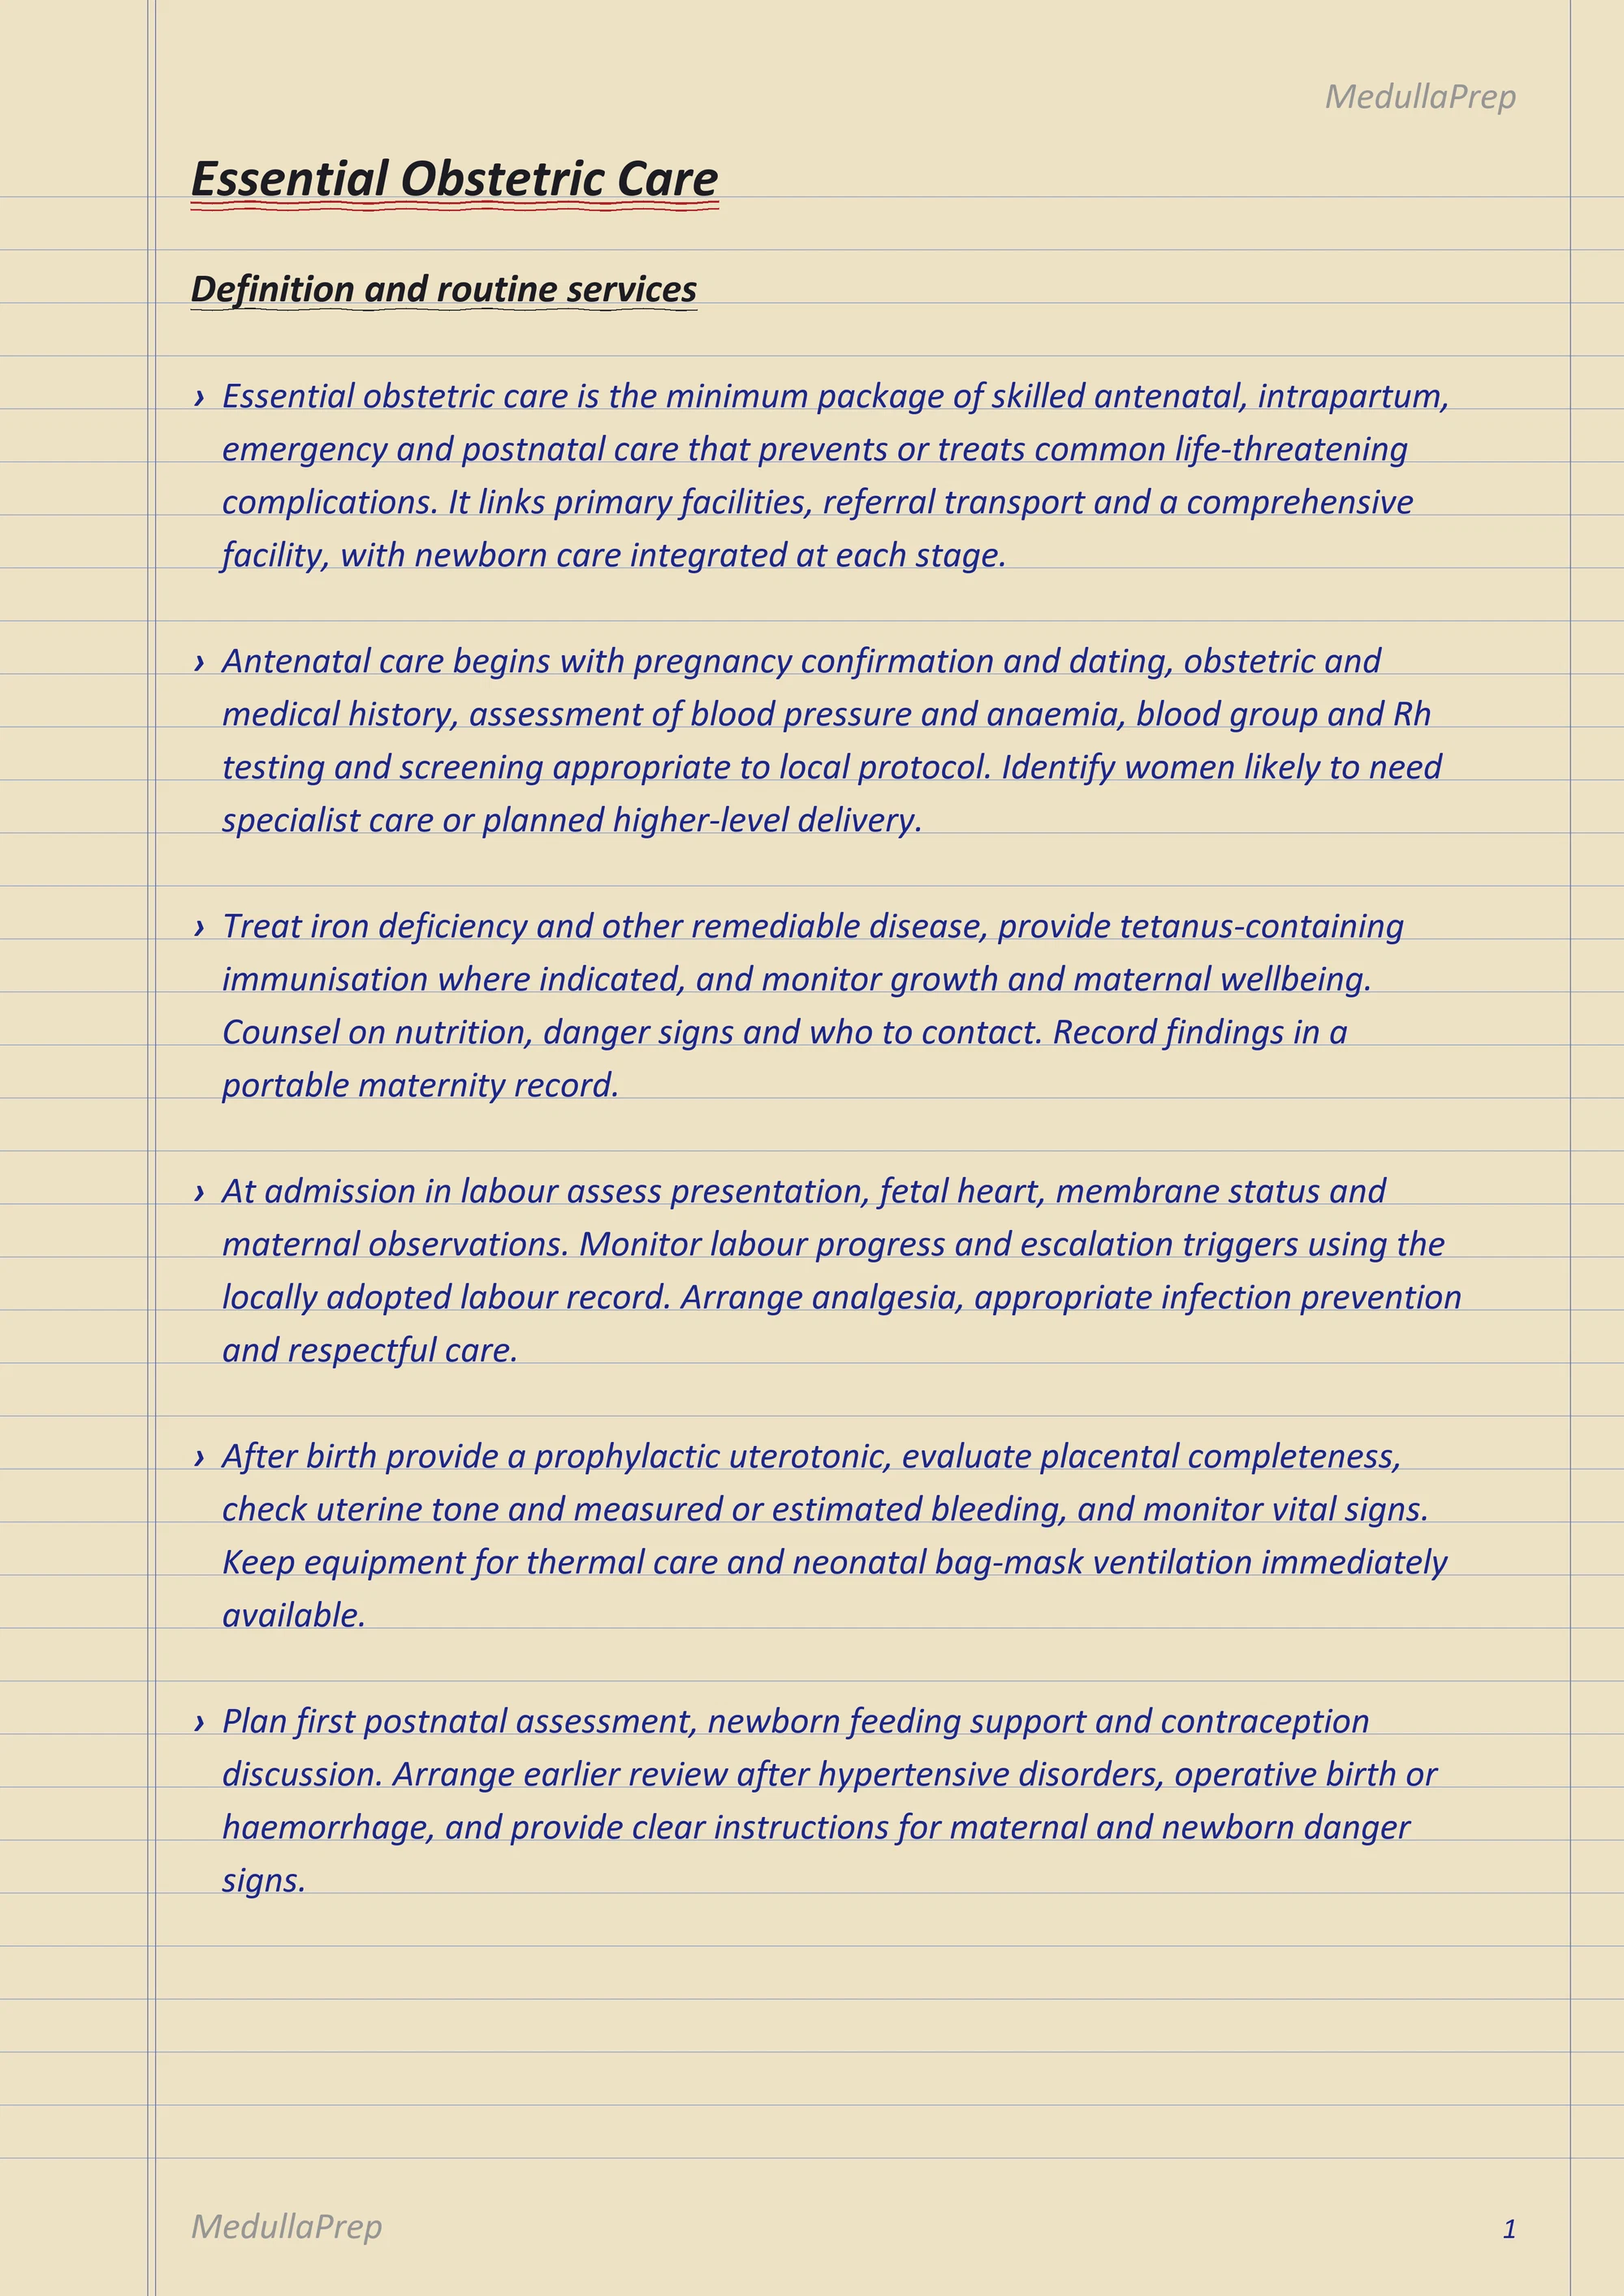 MedullaPrep
Essential Obstetric Care
Definition and routine services
› Essential obstetric care is the minimum package of skilled antenatal, intrapartum,
emergency and postnatal care that prevents or treats common life-threatening
complications. It links primary facilities, referral transport and a comprehensive
facility, with newborn care integrated at each stage.
› Antenatal care begins with pregnancy confirmation and dating, obstetric and
medical history, assessment of blood pressure and anaemia, blood group and Rh
testing and screening appropriate to local protocol. Identify women likely to need
specialist care or planned higher-level delivery.
› Treat iron deficiency and other remediable disease, provide tetanus-containing
immunisation where indicated, and monitor growth and maternal wellbeing.
Counsel on nutrition, danger signs and who to contact. Record findings in a
portable maternity record.
› At admission in labour assess presentation, fetal heart, membrane status and
maternal observations. Monitor labour progress and escalation triggers using the
locally adopted labour record. Arrange analgesia, appropriate infection prevention
and respectful care.
› After birth provide a prophylactic uterotonic, evaluate placental completeness,
check uterine tone and measured or estimated bleeding, and monitor vital signs.
Keep equipment for thermal care and neonatal bag-mask ventilation immediately
available.
› Plan first postnatal assessment, newborn feeding support and contraception
discussion. Arrange earlier review after hypertensive disorders, operative birth or
haemorrhage, and provide clear instructions for maternal and newborn danger
signs.
MedullaPrep
1